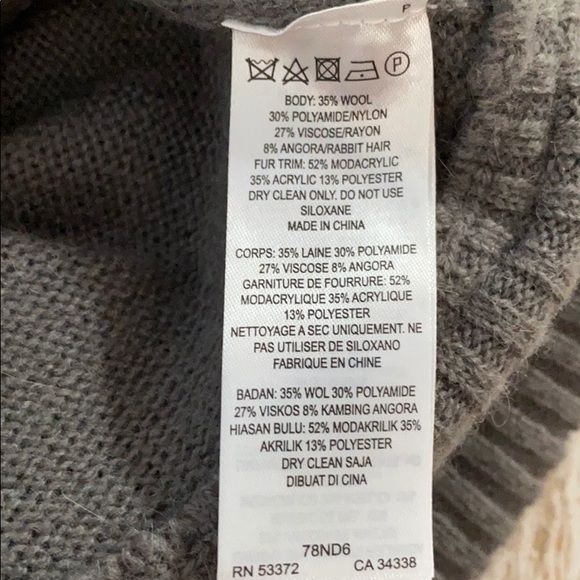 P
P
BODY: 35% WOOL
30% POLYAMIDE/NYLON
27% VISCOSE/RAYON
8% ANGORA/RABBIT HAIR
FUR TRIM: 52% MODACRYLIC
35% ACRYLIC 13% POLYESTER
DRY CLEAN ONLY. DO NOT USE
SILOXANE
MADE IN CHINA
CORPS: 35% LAINE 30% POLYAMIDE
27% VISCOSE 8% ANGORA
GARNITURE DE FOURRURE: 52%
MODACRYLIQUE 35% ACRYLIQUE
13% POLYESTER
NETTOYAGE A SEC UNIQUEMENT. NE
PAS UTILISER DE SILOXANO
FABRIQUE EN CHINE
BADAN: 35% WOL 30% POLYAMIDE
27% VISKOS 8% KAMBING ANGORA
HIASAN BULU: 52% MODAKRILIK 35%
AKRILIK 13% POLYESTER
DRY CLEAN SAJA
DIBUAT DI CINA
78ND6
RN 53372 CA 34338